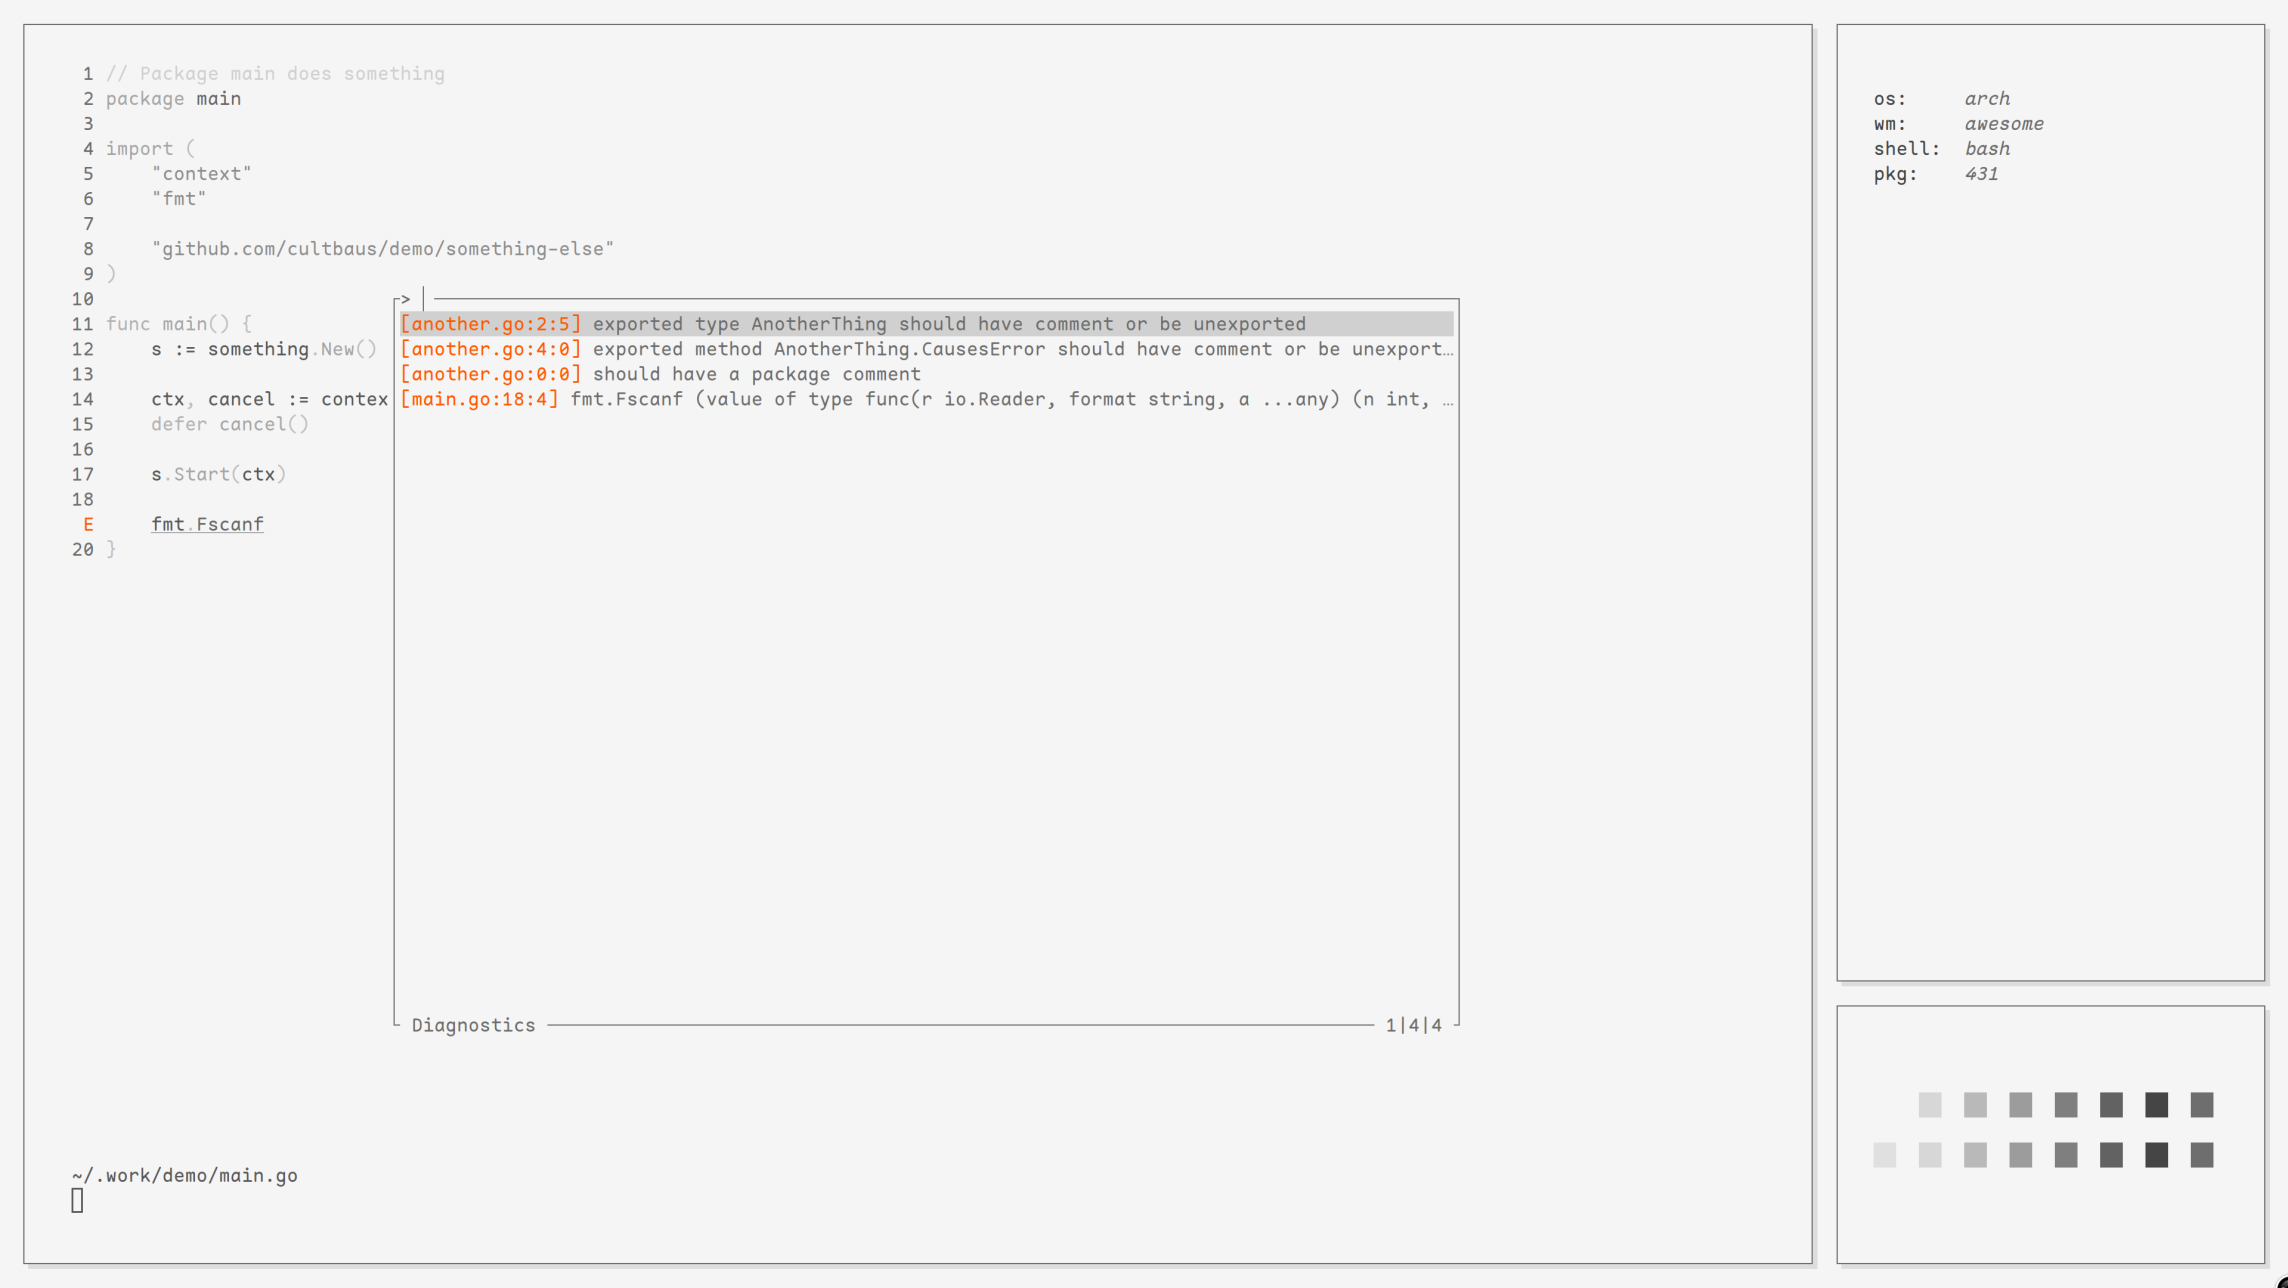 1 // Package main does something
2 package main
3
4 import (
5 "context"
6 "fmt"
7
8 "github.com/cultbaus/demo/something-else"
9 )
10
11 func main() {
12 s := something.New()
13
14 ctx, cancel := contex
15 defer cancel()
16
17 s.Start(ctx)
18
E fmt.Fscanf
20 }
>
[another.go:2:5] exported type AnotherThing should have comment or be unexported
[another.go:4:0] exported method AnotherThing.CausesError should have comment or be unexport…
[another.go:0:0] should have a package comment
[main.go:18:4] fmt.Fscanf (value of type func(r io.Reader, format string, a ...any) (n int, …
Diagnostics 1|4|4
~/.work/demo/main.go
os: arch
wm: awesome
shell: bash
pkg: 431